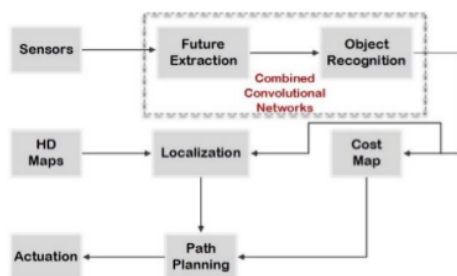 Sensors
Future
Extraction
Object
Recognition
Combined
Convolutional
Networks
HD
Maps
Localization
Cost
Map
Actuation
Path
Planning